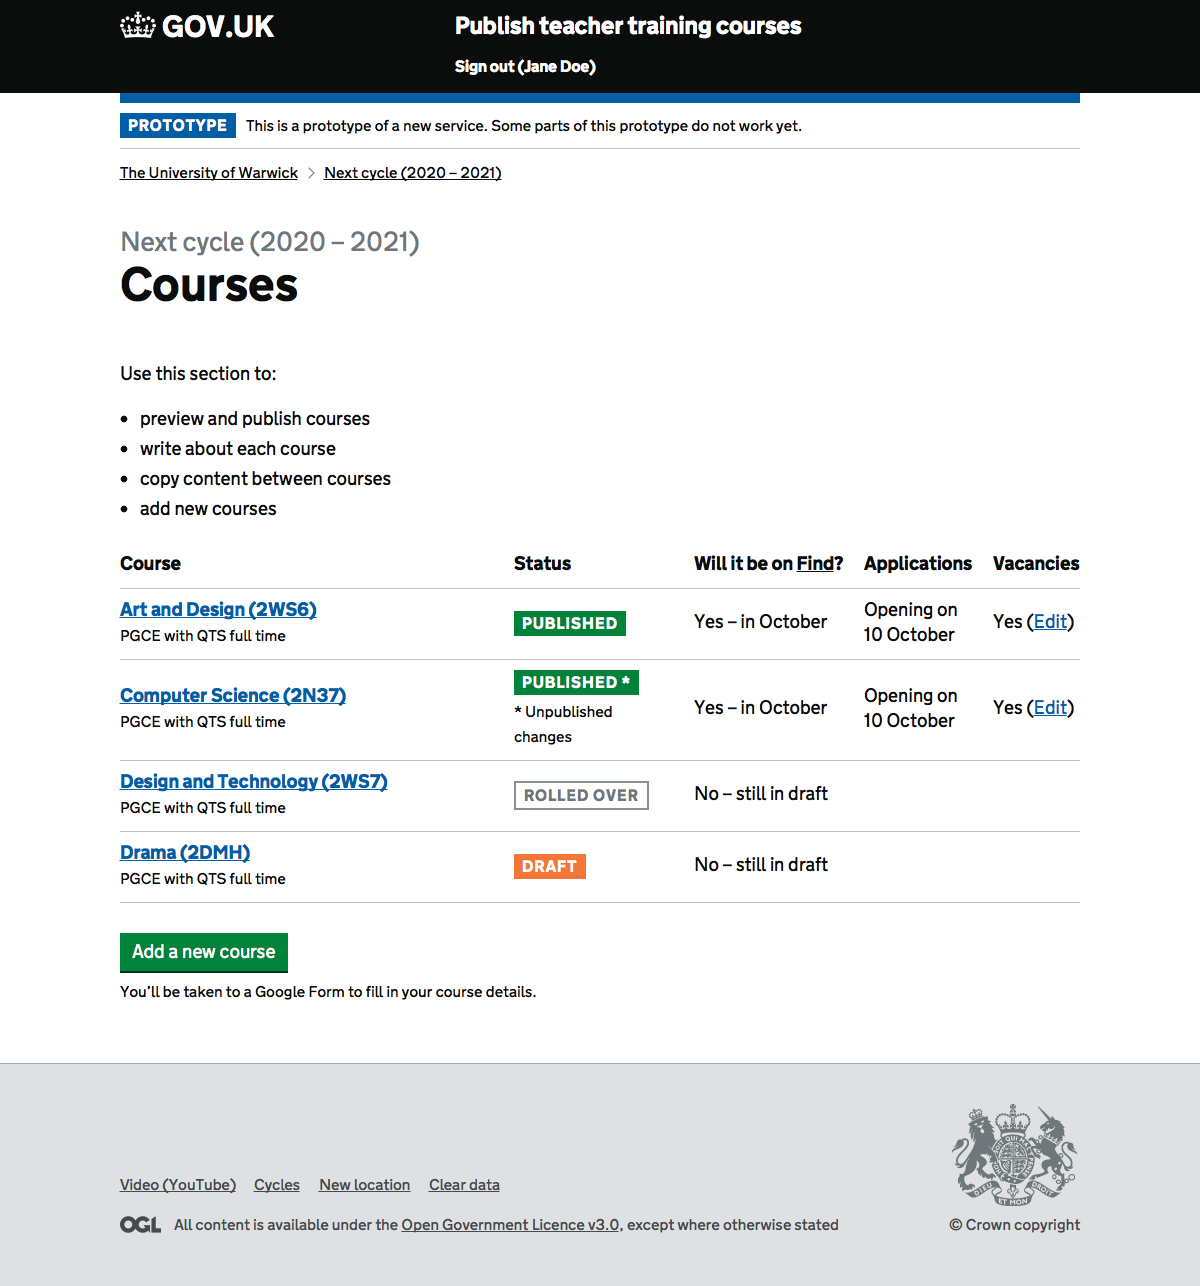 GOV.UK
Publish teacher training courses
Sign out (Jane Doe)
PROTOTYPE This is a prototype of a new service. Some parts of this prototype do not work yet.
The University of Warwick > Next cycle (2020 – 2021)
Next cycle (2020 – 2021)
Courses
Use this section to:
• preview and publish courses
• write about each course
• copy content between courses
• add new courses
Course Status Will it be on Find? Applications Vacancies
Art and Design (2WS6)
PGCE with QTS full time
PUBLISHED
Yes – in October
Opening on
10 October
Yes (Edit)
Computer Science (2N37)
PGCE with QTS full time
PUBLISHED *
* Unpublished
changes
Yes – in October
Opening on
10 October
Yes (Edit)
Design and Technology (2WS7)
PGCE with QTS full time
ROLLED OVER
No – still in draft
Drama (2DMH)
PGCE with QTS full time
DRAFT
No – still in draft
Add a new course
You’ll be taken to a Google Form to fill in your course details.
Video (YouTube) Cycles New location Clear data
OGL All content is available under the Open Government Licence v3.0, except where otherwise stated
DIEU ET MON DROIT
© Crown copyright